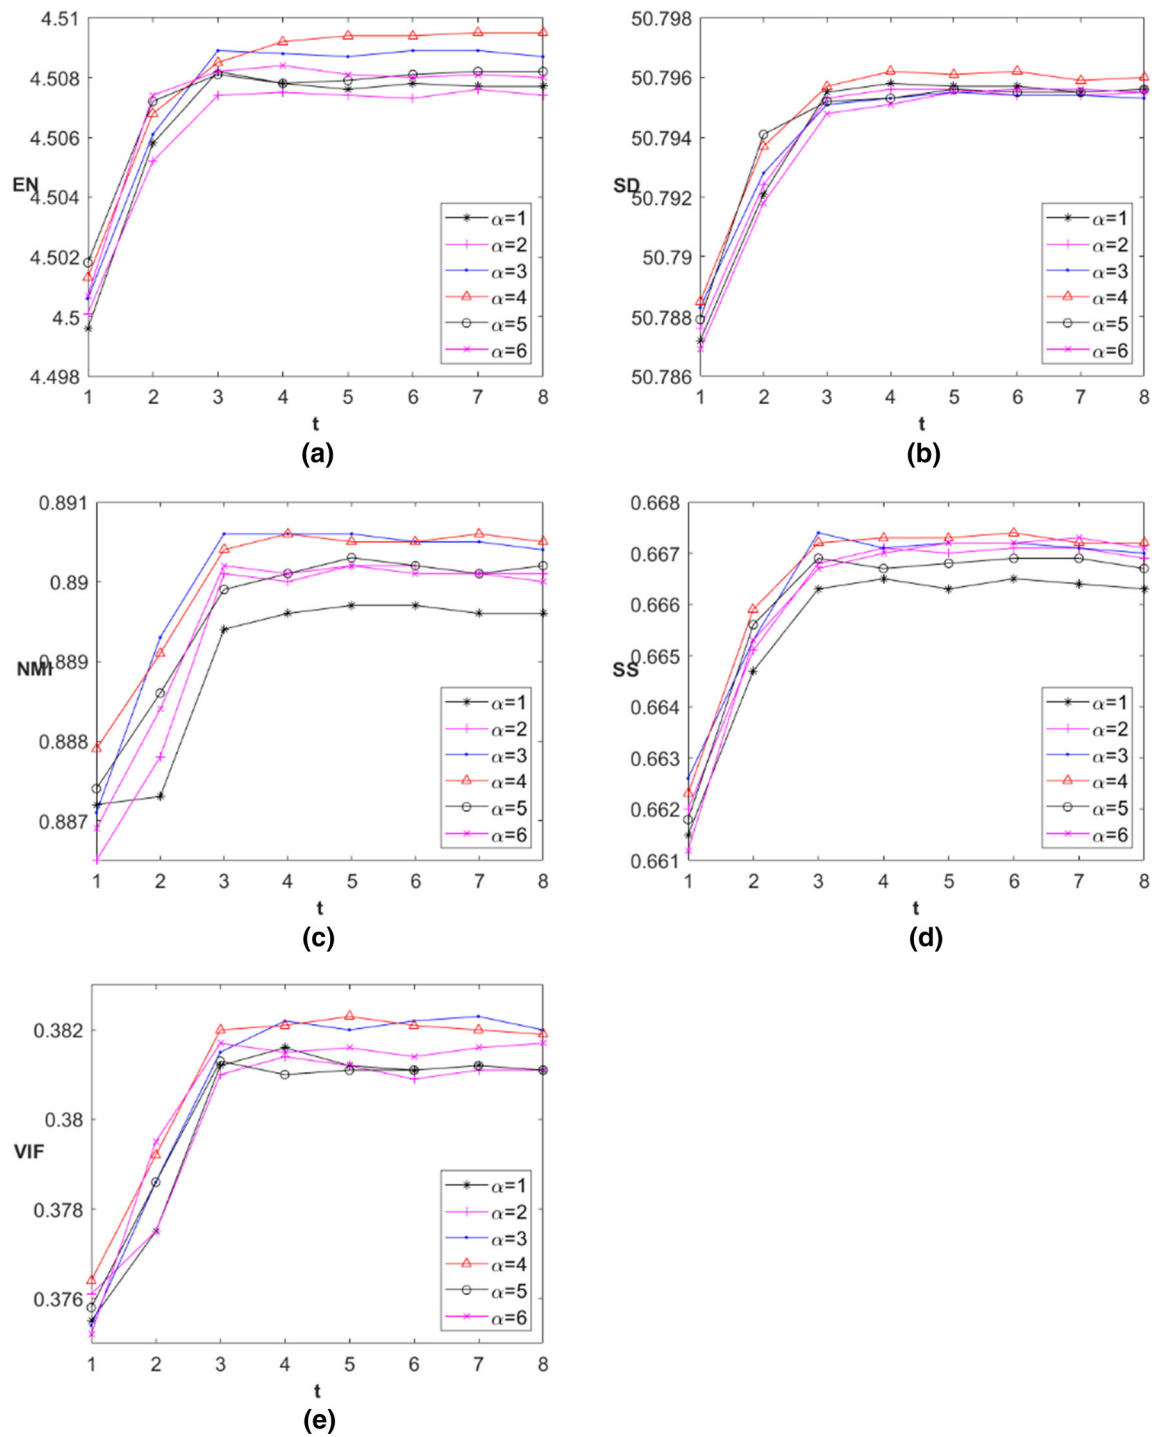 4.51
4.508
4.506
4.504
4.502
4.5
4.498
EN
1 2 3 4 5 6 7 8
t
α=1
α=2
α=3
α=4
α=5
α=6
(a)
50.798
50.796
50.794
50.792
50.79
50.788
50.786
SD
1 2 3 4 5 6 7 8
t
α=1
α=2
α=3
α=4
α=5
α=6
(b)
0.891
0.89
0.889
0.888
0.887
NMI
1 2 3 4 5 6 7 8
t
α=1
α=2
α=3
α=4
α=5
α=6
(c)
0.668
0.667
0.666
0.665
0.664
0.663
0.662
0.661
SS
1 2 3 4 5 6 7 8
t
α=1
α=2
α=3
α=4
α=5
α=6
(d)
0.382
0.38
0.378
0.376
VIF
1 2 3 4 5 6 7 8
t
α=1
α=2
α=3
α=4
α=5
α=6
(e)